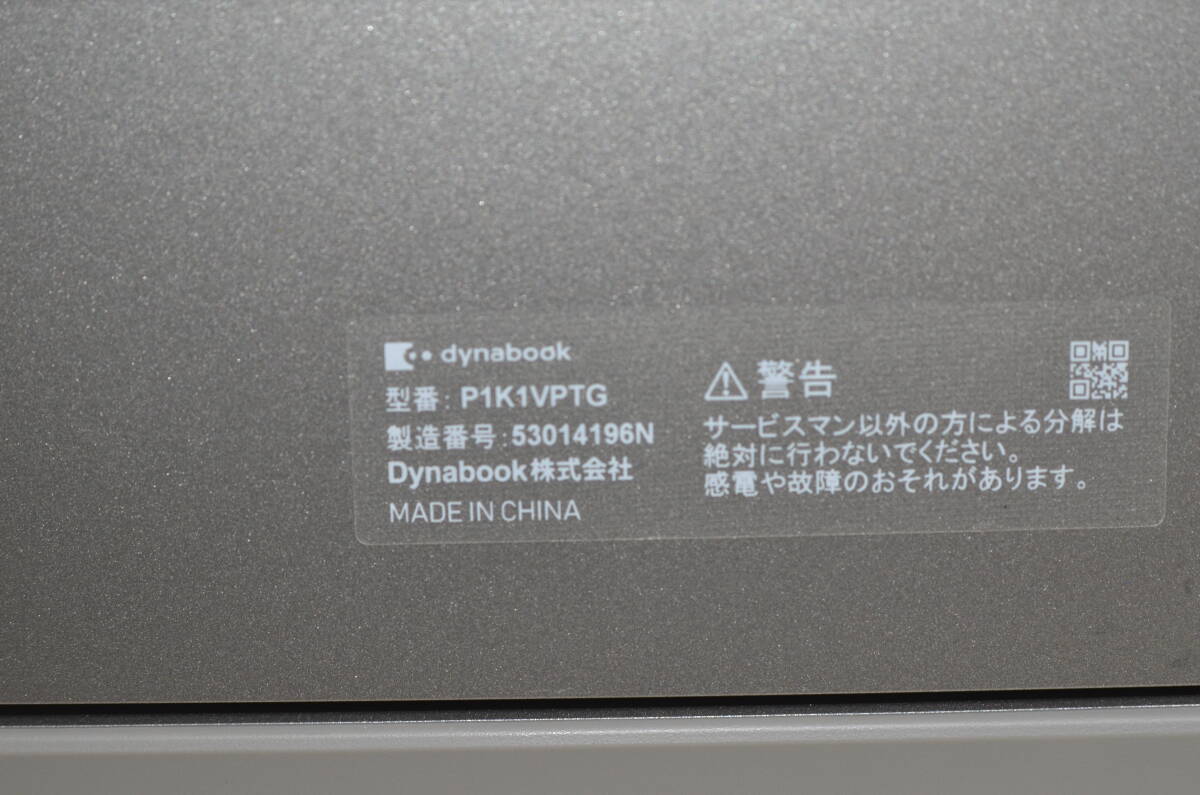 dynabook
型番: P1K1VPTG
製造番号:53014196N
Dynabook株式会社
MADE IN CHINA
警告
サービスマン以外の方による分解は
絶対に行わないでください。
感電や故障のおそれがあります。